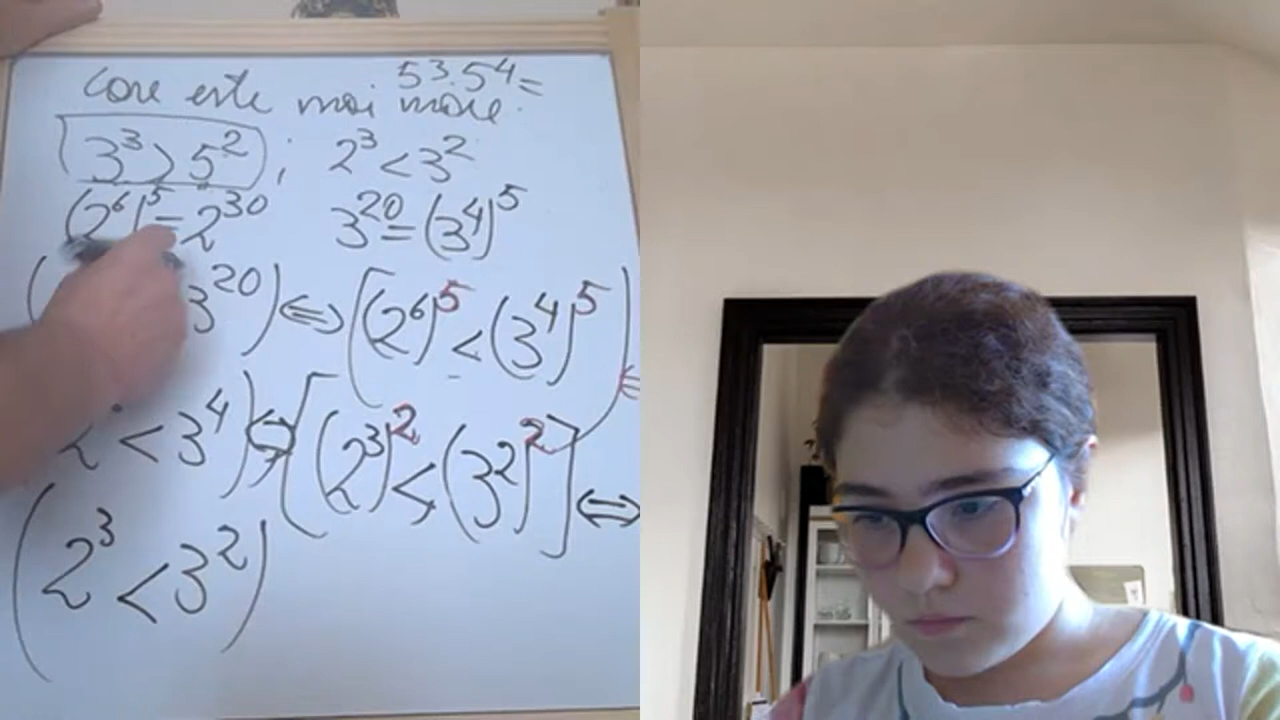 5³·5⁴=
care este mai mare.
3³>5² ; 2³<3²
(2⁶)⁵=2³⁰ 3²⁰=(3⁴)⁵
( 3²⁰) ⇔ [(2⁶)⁵<(3⁴)⁵]
2 <3⁴) ⇔ [(2³)²<(3²)²] ⇔
(2³<3²)